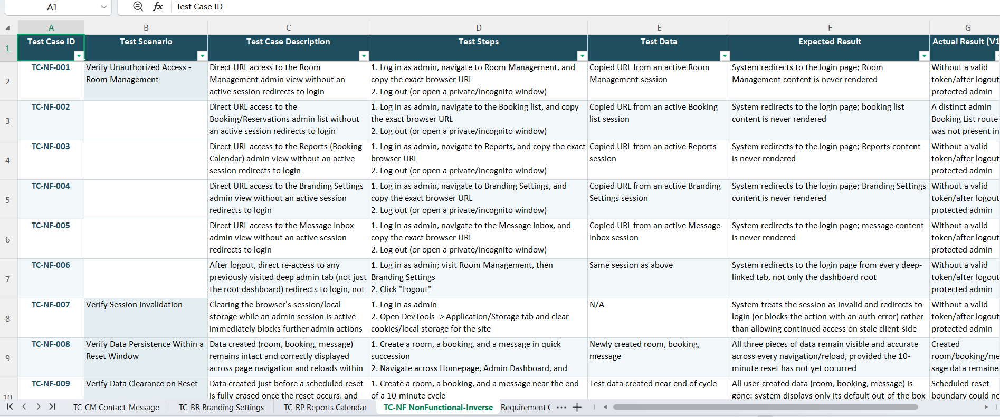 A1
fx
Test Case ID
A B C D E F G
1
Test Case ID
Test Scenario
Test Case Description
Test Steps
Test Data
Expected Result
Actual Result (V1
2
TC-NF-001
Verify Unauthorized Access -
Room Management
Direct URL access to the Room
Management admin view without an
active session redirects to login
1. Log in as admin, navigate to Room Management, and
copy the exact browser URL
2. Log out (or open a private/incognito window)
Copied URL from an active Room
Management session
System redirects to the login page; Room
Management content is never rendered
Without a valid
token/after logout
protected admin
3
TC-NF-002
Direct URL access to the
Booking/Reservations admin list without
an active session redirects to login
1. Log in as admin, navigate to the Booking list, and copy
the exact browser URL
2. Log out (or open a private/incognito window)
Copied URL from an active Booking
list session
System redirects to the login page; booking list
content is never rendered
A distinct admin
Booking List route
was not present in
4
TC-NF-003
Direct URL access to the Reports (Booking
Calendar) admin view without an active
session redirects to login
1. Log in as admin, navigate to Reports, and copy the exact
browser URL
2. Log out (or open a private/incognito window)
Copied URL from an active Reports
session
System redirects to the login page; Reports content
is never rendered
Without a valid
token/after logout
protected admin
5
TC-NF-004
Direct URL access to the Branding Settings
admin view without an active session
redirects to login
1. Log in as admin, navigate to Branding Settings, and
copy the exact browser URL
2. Log out (or open a private/incognito window)
Copied URL from an active Branding
Settings session
System redirects to the login page; Branding Settings
content is never rendered
Without a valid
token/after logout
protected admin
6
TC-NF-005
Direct URL access to the Message Inbox
admin view without an active session
redirects to login
1. Log in as admin, navigate to the Message Inbox, and
copy the exact browser URL
2. Log out (or open a private/incognito window)
Copied URL from an active Message
Inbox session
System redirects to the login page; message content
is never rendered
Without a valid
token/after logout
protected admin
7
TC-NF-006
After logout, direct re-access to any
previously visited deep admin tab (not just
the root dashboard) redirects to login, not
1. Log in as admin; visit Room Management, then
Branding Settings
2. Click "Logout"
Same session as above
System redirects to the login page from every deep-
linked tab, not only the dashboard root
Without a valid
token/after logout
protected admin
8
TC-NF-007
Verify Session Invalidation
Clearing the browser's session/local
storage while an admin session is active
immediately blocks further admin actions
1. Log in as admin
2. Open DevTools -> Application/Storage tab and clear
cookies/local storage for the site
N/A
System treats the session as invalid and redirects to
login (or blocks the action with an auth error) rather
than allowing continued access on stale client-side
Without a valid
token/after logout
protected admin
9
TC-NF-008
Verify Data Persistence Within a
Reset Window
Data created (room, booking, message)
remains intact and correctly displayed
across page navigation and reloads within
1. Create a room, a booking, and a message in quick
succession
2. Navigate across Homepage, Admin Dashboard, and
Newly created room, booking,
message
All three pieces of data remain visible and accurate
across every navigation/reload, provided the 10-
minute reset has not yet occurred
Created
room/booking/me
sage data remaine
10
TC-NF-009
Verify Data Clearance on Reset
Data created just before a scheduled reset
is fully erased once the reset occurs, and
1. Create a room, a booking, and a message near the end
of a 10-minute cycle
Test data created near end of cycle
All user-created data (room, booking, message) is
gone; system displays only its default out-of-the-box
Scheduled reset
boundary could no
TC-CM Contact-Message
TC-BR Branding Settings
TC-RP Reports Calendar
TC-NF NonFunctional-Inverse
Requirement